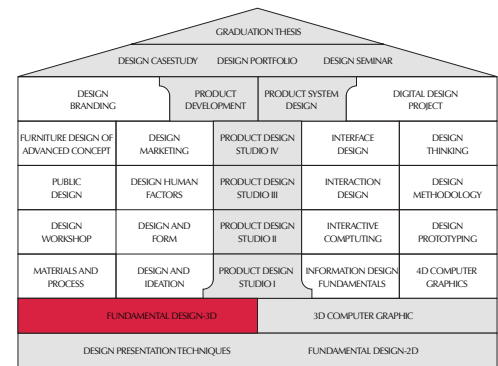 GRADUATION THESIS
DESIGN CASESTUDY DESIGN PORTFOLIO DESIGN SEMINAR
DESIGN
BRANDING
PRODUCT
DEVELOPMENT
PRODUCT SYSTEM
DESIGN
DIGITAL DESIGN
PROJECT
FURNITURE DESIGN OF
ADVANCED CONCEPT
DESIGN
MARKETING
PRODUCT DESIGN
STUDIO IV
INTERFACE
DESIGN
DESIGN
THINKING
PUBLIC
DESIGN
DESIGN HUMAN
FACTORS
PRODUCT DESIGN
STUDIO III
INTERACTION
DESIGN
DESIGN
METHODOLOGY
DESIGN
WORKSHOP
DESIGN AND
FORM
PRODUCT DESIGN
STUDIO II
INTERACTIVE
COMPTUTING
DESIGN
PROTOTYPING
MATERIALS AND
PROCESS
DESIGN AND
IDEATION
PRODUCT DESIGN
STUDIO I
INFORMATION DESIGN
FUNDAMENTALS
4D COMPUTER
GRAPHICS
FUNDAMENTAL DESIGN-3D
3D COMPUTER GRAPHIC
DESIGN PRESENTATION TECHNIQUES
FUNDAMENTAL DESIGN-2D